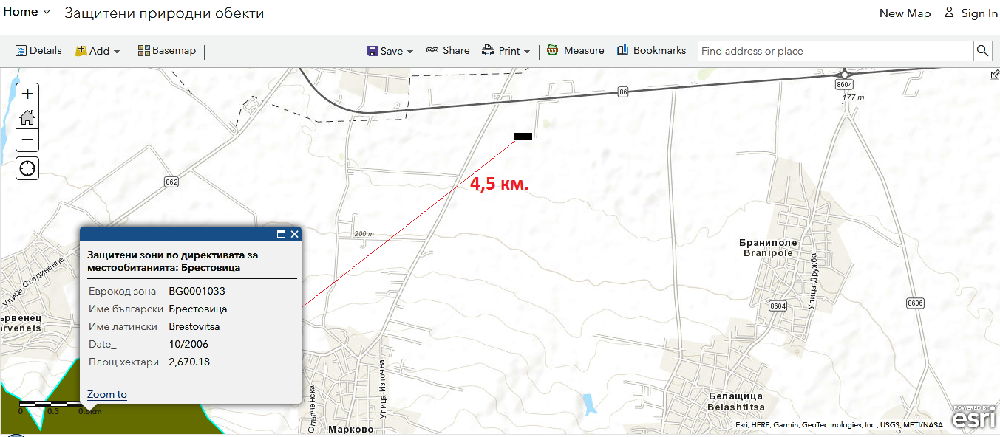 Home
Защитени природни обекти
New Map
Sign In
Details
Add
Basemap
Save
Share
Print
Measure
Bookmarks
Find address or place
86
8604
177 m
862
4,5 км.
200 m
Браниполе
Branipole
Улица Дружба
Улица Съединение
8604
8606
ървенец
arvenets
Защитени зони по директивата за
местообитанията: Брестовица
Еврокод зона BG0001033
Име български Брестовица
Име латински Brestovitsa
Date_ 10/2006
Площ хектари 2,670.18
Zoom to
0 0.3 0.6km
Улица Източна
Марково
Белащица
Belashtitsa
POWERED BY
esri
Esri, HERE, Garmin, GeoTechnologies, Inc., USGS, METI/NASA